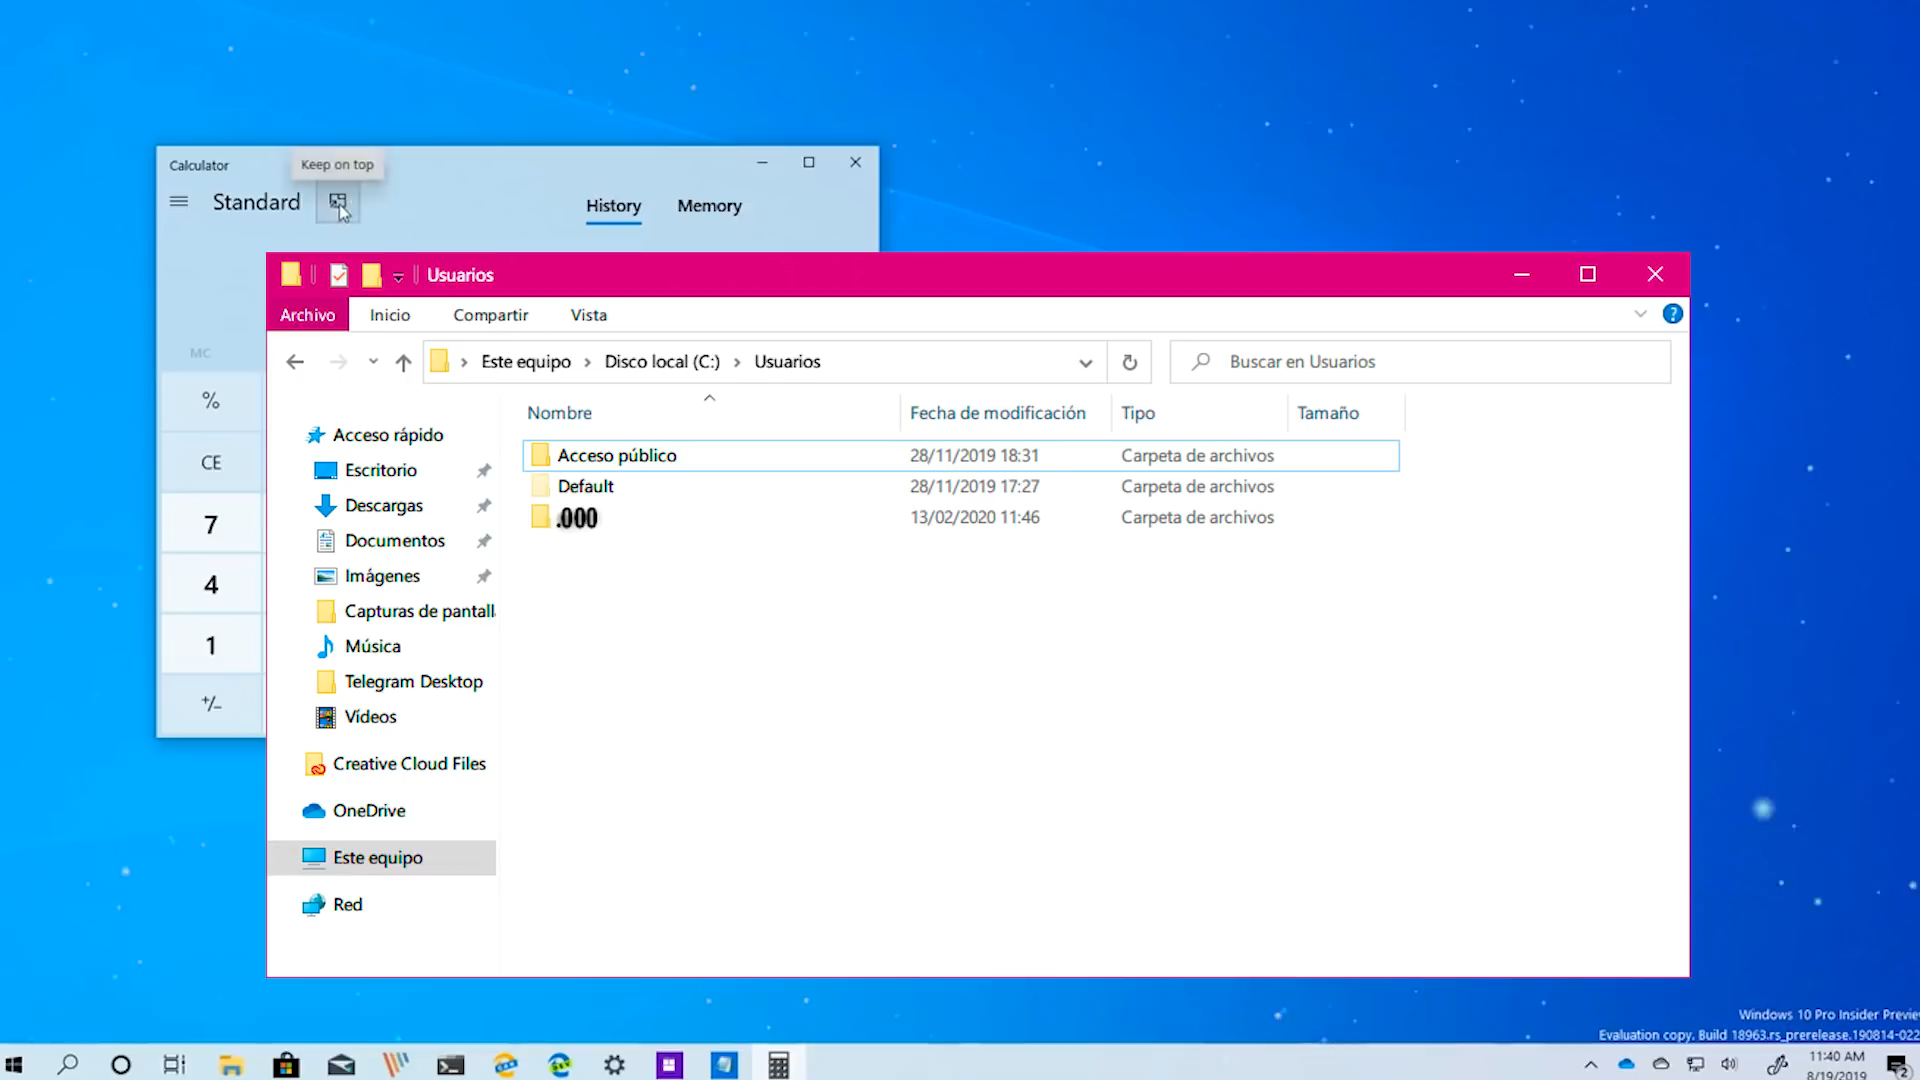 Calculator
Keep on top
Standard
History
Memory
MC
%
CE
7
4
1
+/−
Usuarios
Archivo
Inicio
Compartir
Vista
?
Este equipo > Disco local (C:) > Usuarios
Buscar en Usuarios
Nombre
Fecha de modificación
Tipo
Tamaño
Acceso rápido
Escritorio
Descargas
Documentos
Imágenes
Capturas de pantall
Música
Telegram Desktop
Vídeos
Creative Cloud Files
OneDrive
Este equipo
Red
Acceso público 28/11/2019 18:31 Carpeta de archivos
Default 28/11/2019 17:27 Carpeta de archivos
.000 13/02/2020 11:46 Carpeta de archivos
Windows 10 Pro Insider Previe
Evaluation copy. Build 18963.rs_prerelease.190814-022
11:40 AM
8/19/2019
2